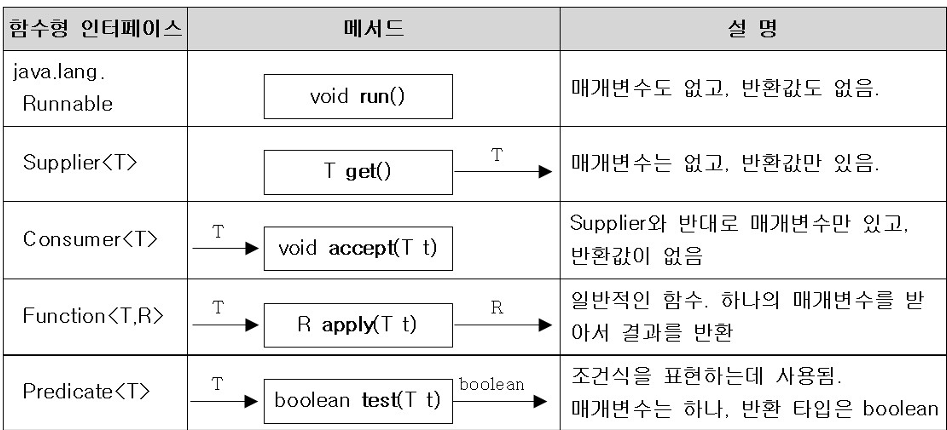 함수형 인터페이스 메서드 설 명
java.lang.
Runnable
void run()
매개변수도 없고, 반환값도 없음.
Supplier<T>
T get()
T
매개변수는 없고, 반환값만 있음.
Consumer<T>
T
void accept(T t)
Supplier와 반대로 매개변수만 있고,
반환값이 없음
Function<T,R>
T
R apply(T t)
R
일반적인 함수. 하나의 매개변수를 받
아서 결과를 반환
Predicate<T>
T
boolean test(T t)
boolean
조건식을 표현하는데 사용됨.
매개변수는 하나, 반환 타입은 boolean